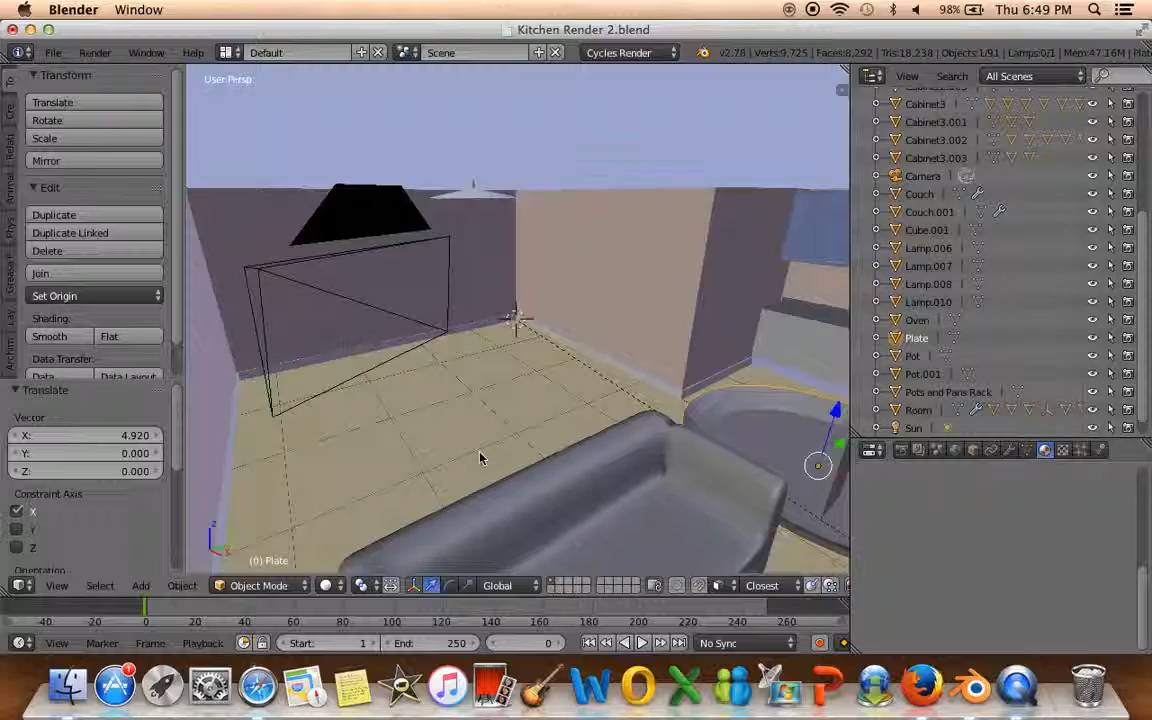 Blender Window 98% Thu 6:49 PM
Kitchen Render 2.blend
File Render Window Help Default Scene Cycles Render v2.78 | Verts:9,725 | Faces:8,292 | Tris:18,238 | Objects:1/91 | Lamps:0/1 | Mem:47.16M | Plate
Transform
Translate
Rotate
Scale
Mirror
Edit
Duplicate
Duplicate Linked
Delete
Join
Set Origin
Shading:
Smooth Flat
Data Transfer:
Data Data Layout
Translate
Vector
X: 4.920
Y: 0.000
Z: 0.000
Constraint Axis
X
Y
Z
Orientation
User Persp
(0) Plate
View Search All Scenes
Cabinet3
Cabinet3.001
Cabinet3.002
Cabinet3.003
Camera
Couch
Couch.001
Cube.001
Lamp.006
Lamp.007
Lamp.008
Lamp.010
Oven
Plate
Pot
Pot.001
Pots and Pans Rack
Room
Sun
View Select Add Object Object Mode Global Closest
-40 -20 0 20 40 60 80 100 120 140 160 180 200 220 240 260
View Marker Frame Playback Start: 1 End: 250 0 No Sync